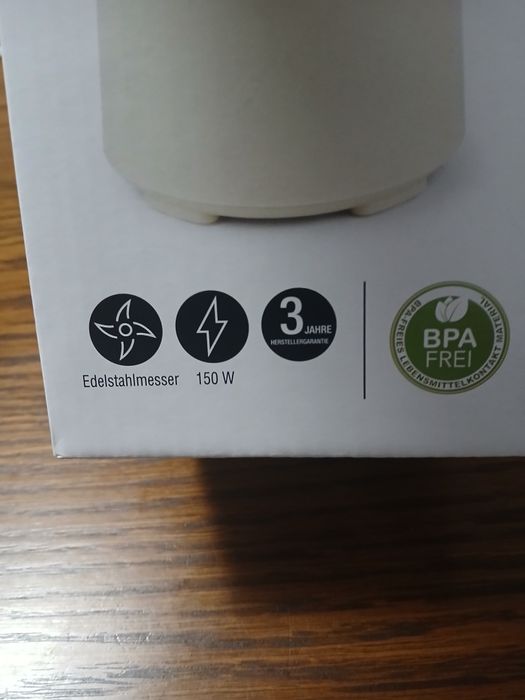 3 JAHRE
HERSTELLERGARANTIE
Edelstahlmesser
150 W
BPA
FREI
BPA-FREIES LEBENSMITTELKONTAKT MATERIAL